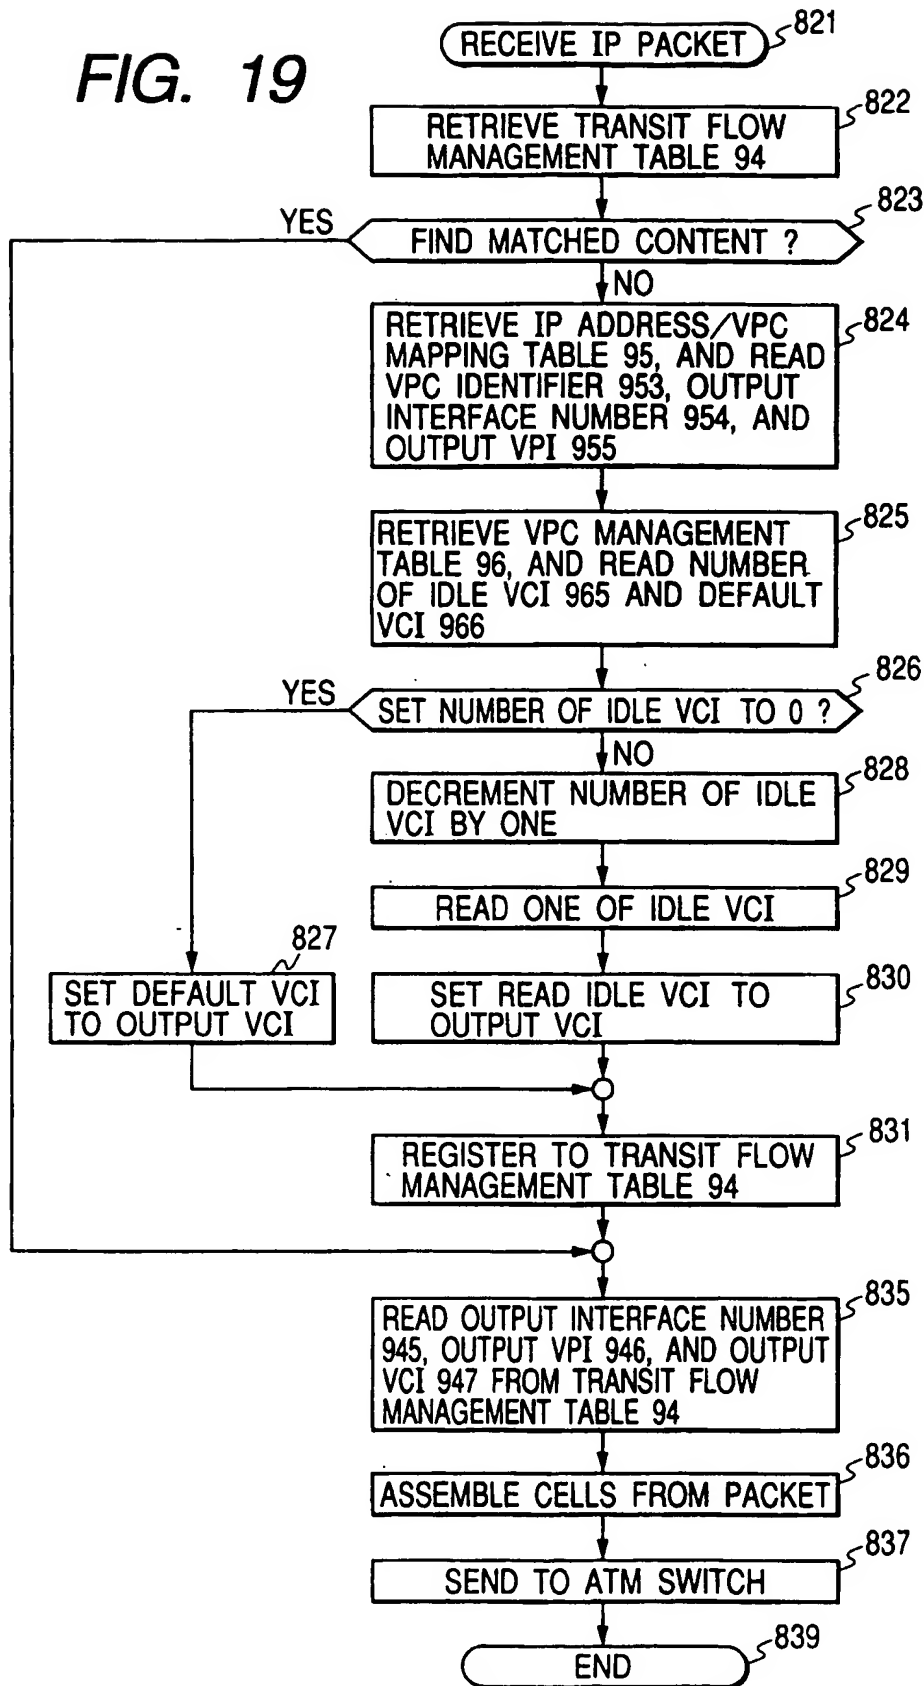 FIG. 19
RECEIVE IP PACKET
821
RETRIEVE TRANSIT FLOW
MANAGEMENT TABLE 94
822
YES
FIND MATCHED CONTENT ?
823
NO
RETRIEVE IP ADDRESS/VPC
MAPPING TABLE 95, AND READ
VPC IDENTIFIER 953, OUTPUT
INTERFACE NUMBER 954, AND
OUTPUT VPI 955
824
RETRIEVE VPC MANAGEMENT
TABLE 96, AND READ NUMBER
OF IDLE VCI 965 AND DEFAULT
VCI 966
825
YES
SET NUMBER OF IDLE VCI TO 0 ?
826
NO
DECREMENT NUMBER OF IDLE
VCI BY ONE
828
READ ONE OF IDLE VCI
829
827
SET DEFAULT VCI
TO OUTPUT VCI
SET READ IDLE VCI TO
OUTPUT VCI
830
REGISTER TO TRANSIT FLOW
MANAGEMENT TABLE 94
831
READ OUTPUT INTERFACE NUMBER
945, OUTPUT VPI 946, AND OUTPUT
VCI 947 FROM TRANSIT FLOW
MANAGEMENT TABLE 94
835
ASSEMBLE CELLS FROM PACKET
836
SEND TO ATM SWITCH
837
END
839